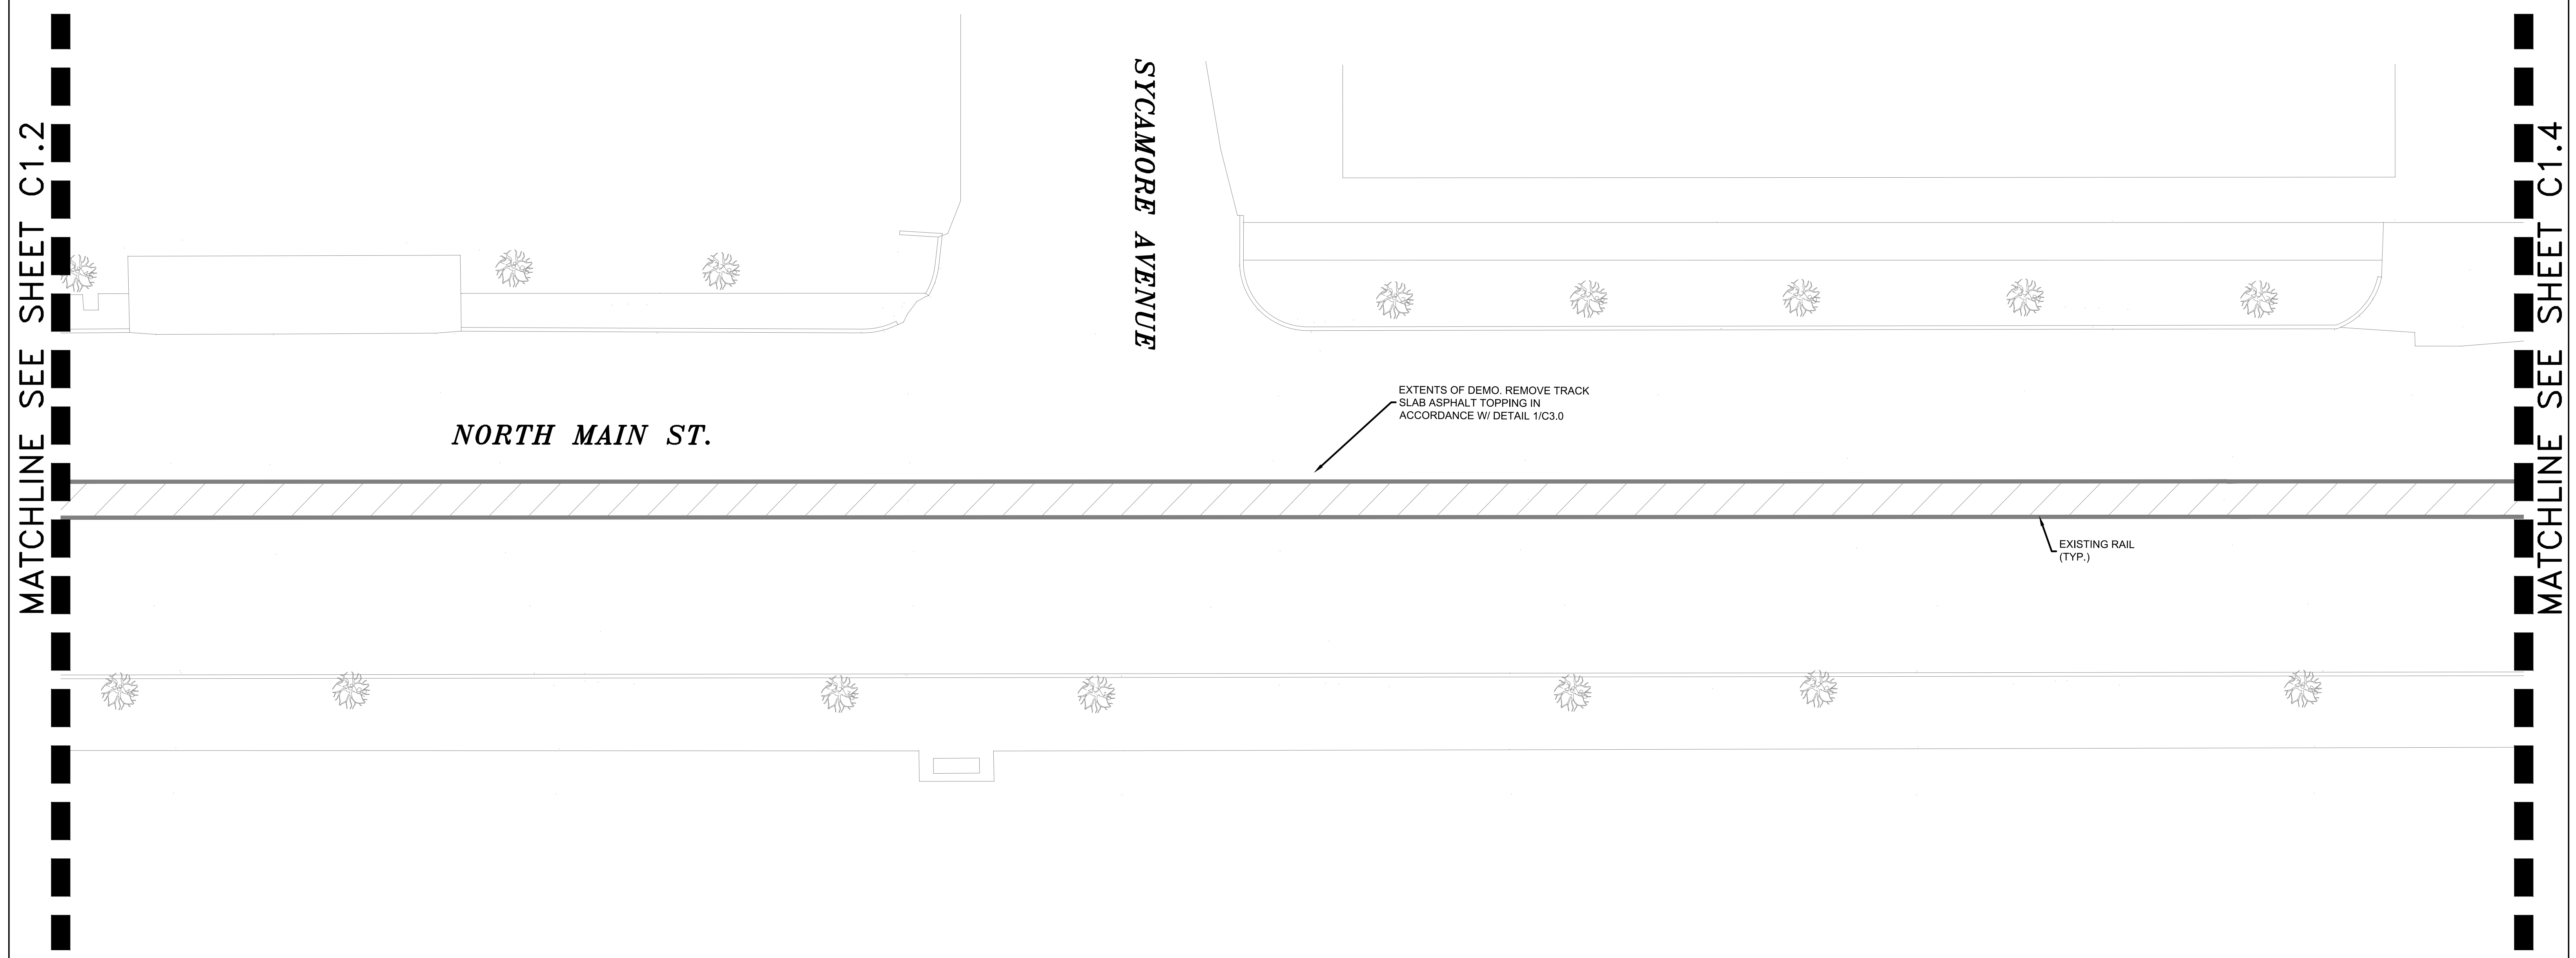 MATCHLINE SEE SHEET C1.2
SYCAMORE AVENUE
NORTH MAIN ST.
EXTENTS OF DEMO. REMOVE TRACK
SLAB ASPHALT TOPPING IN
ACCORDANCE W/ DETAIL 1/C3.0
EXISTING RAIL
(TYP.)
MATCHLINE SEE SHEET C1.4